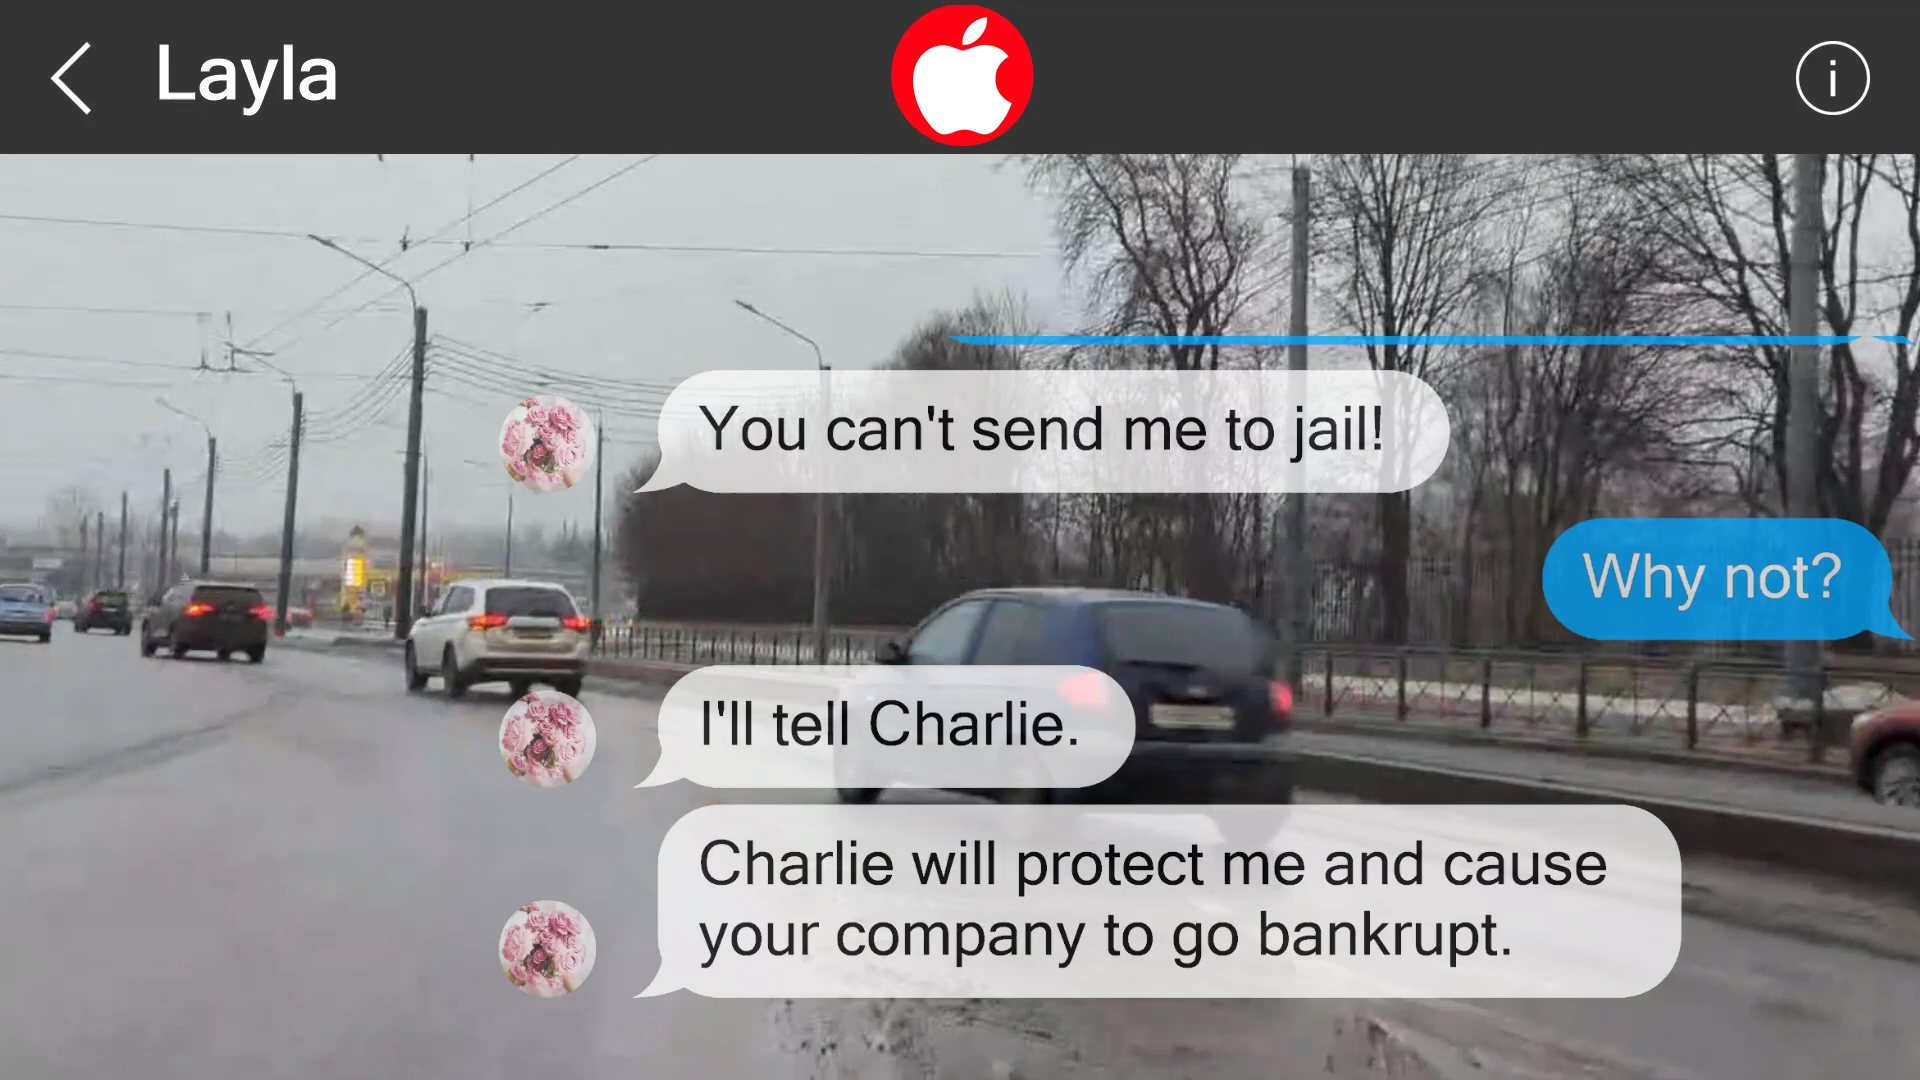 Layla
You can't send me to jail!
Why not?
I'll tell Charlie.
Charlie will protect me and cause
your company to go bankrupt.